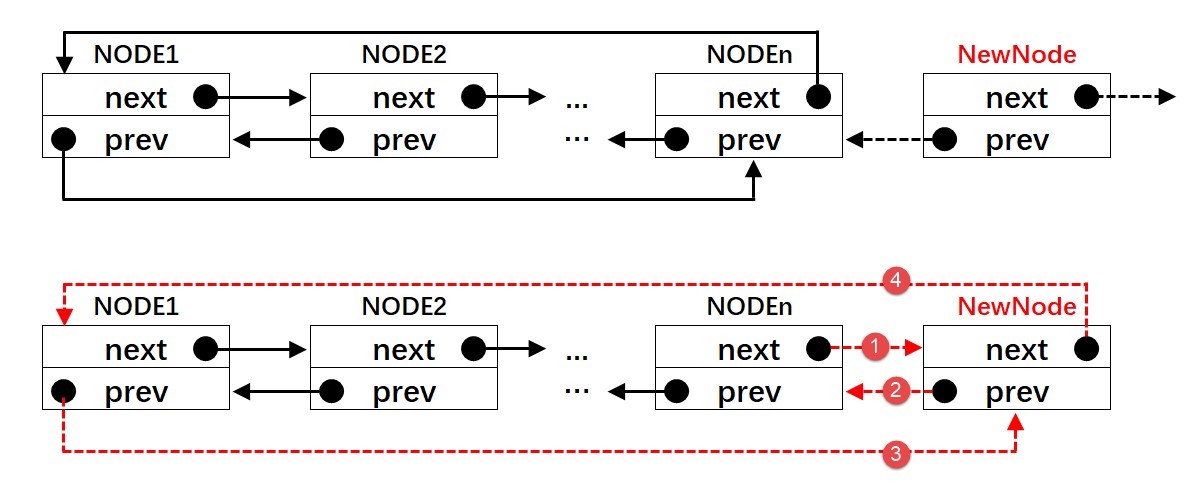 NODE1 NODE2 NODEn NewNode
next next ... next next
prev prev ... prev prev
4
NODE1 NODE2 NODEn NewNode
next next ... next 1 next
prev prev ... prev 2 prev
3